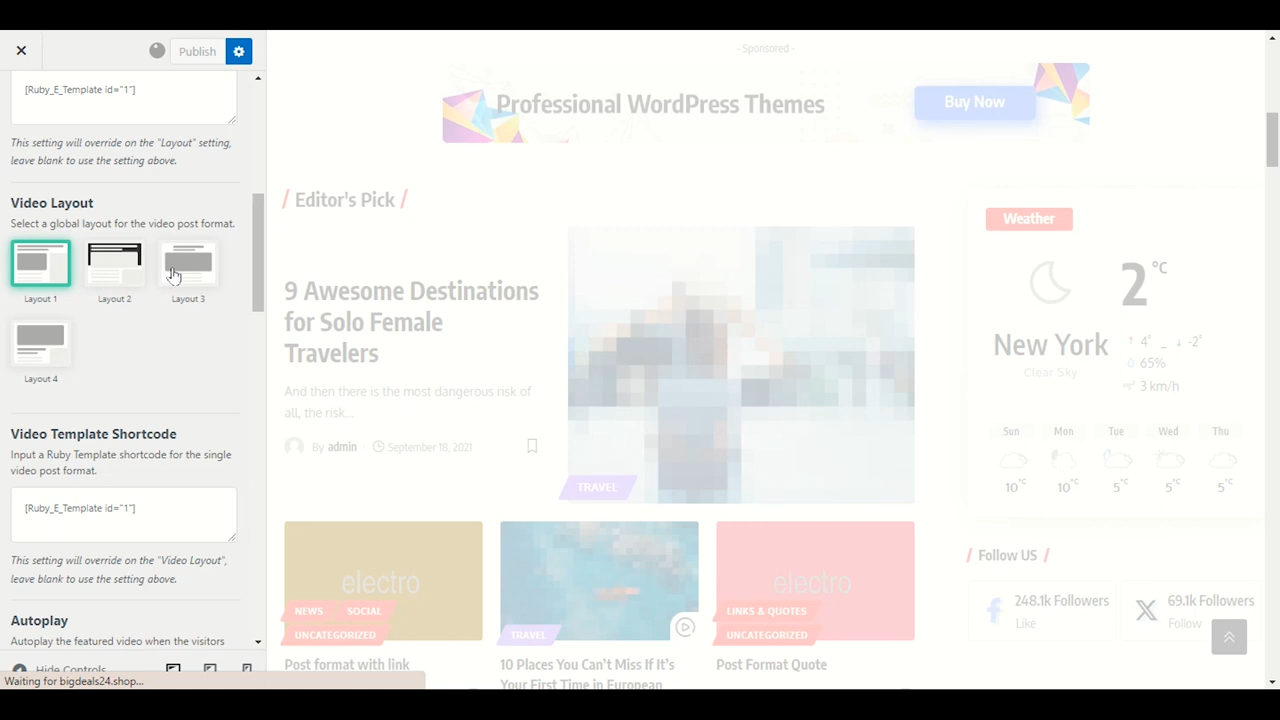 Publish
[Ruby_E_Template id="1"]
This setting will override on the "Layout" setting,
leave blank to use the setting above.
Video Layout
Select a global layout for the video post format.
Layout 1
Layout 2
Layout 3
Layout 4
Video Template Shortcode
Input a Ruby Template shortcode for the single
video post format.
[Ruby_E_Template id="1"]
This setting will override on the "Video Layout",
leave blank to use the setting above.
Autoplay
Autoplay the featured video when the visitors
Hide Controls
Waiting for bigdeals24.shop...
- Sponsored -
Professional WordPress Themes
Buy Now
/ Editor's Pick /
9 Awesome Destinations
for Solo Female
Travelers
And then there is the most dangerous risk of
all, the risk...
By admin
September 18, 2021
TRAVEL
electro
NEWS
SOCIAL
UNCATEGORIZED
Post format with link
TRAVEL
10 Places You Can't Miss If It's
Your First Time in European
electro
LINKS & QUOTES
UNCATEGORIZED
Post Format Quote
Weather
2 °C
New York
Clear Sky
↑ 4° _ ↓ -2°
65%
3 km/h
Sun Mon Tue Wed Thu
10°C 10°C 5°C 5°C 5°C
/ Follow US /
248.1k Followers
Like
69.1k Followers
Follow